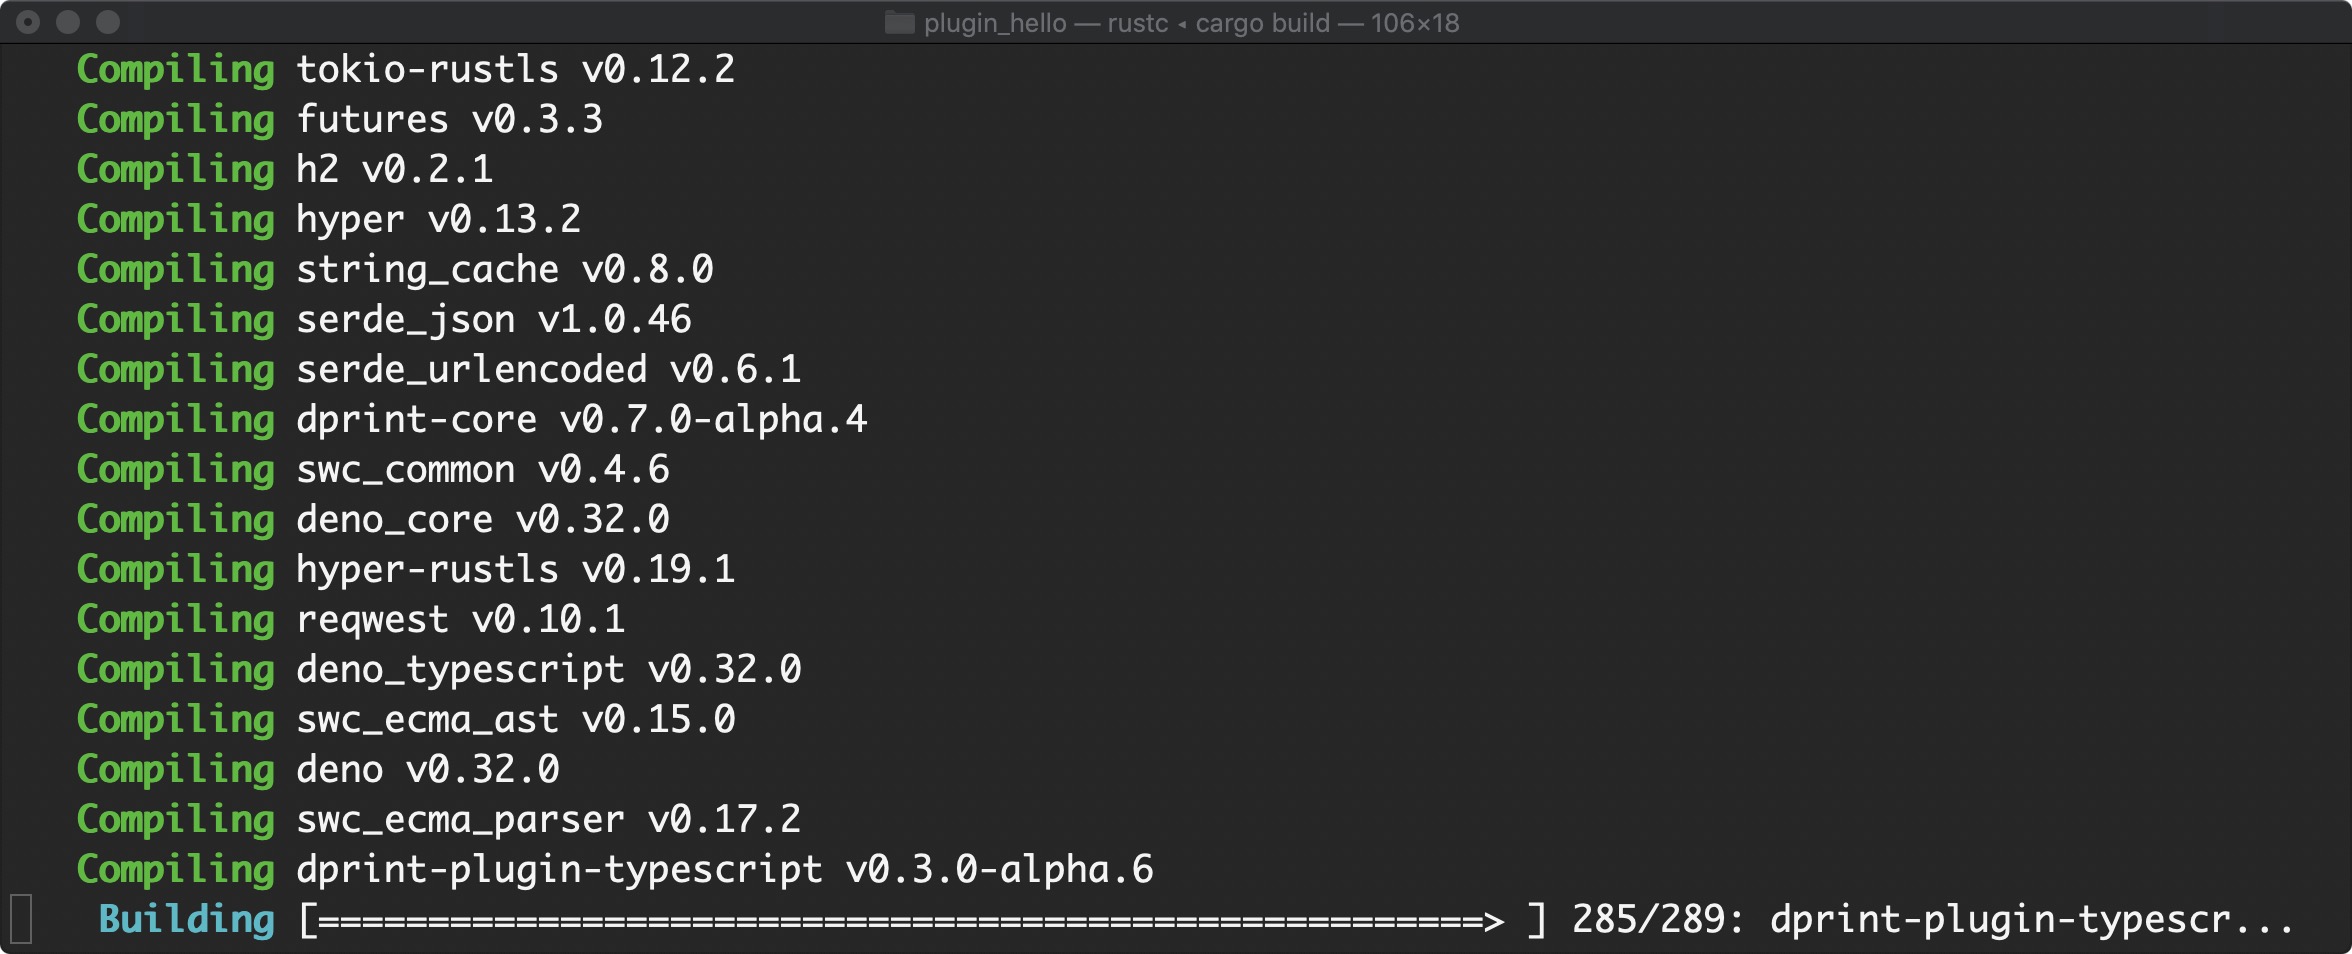 plugin_hello — rustc ◂ cargo build — 106×18
Compiling tokio-rustls v0.12.2
Compiling futures v0.3.3
Compiling h2 v0.2.1
Compiling hyper v0.13.2
Compiling string_cache v0.8.0
Compiling serde_json v1.0.46
Compiling serde_urlencoded v0.6.1
Compiling dprint-core v0.7.0-alpha.4
Compiling swc_common v0.4.6
Compiling deno_core v0.32.0
Compiling hyper-rustls v0.19.1
Compiling reqwest v0.10.1
Compiling deno_typescript v0.32.0
Compiling swc_ecma_ast v0.15.0
Compiling deno v0.32.0
Compiling swc_ecma_parser v0.17.2
Compiling dprint-plugin-typescript v0.3.0-alpha.6
Building [=====================================================> ] 285/289: dprint-plugin-typescr...